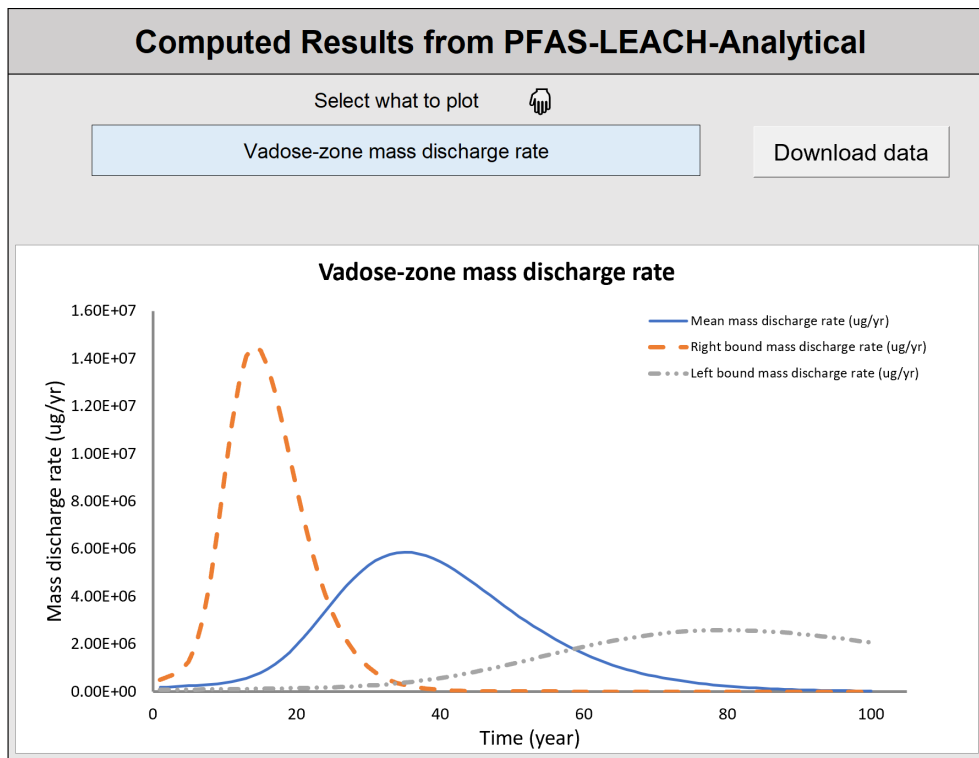 Computed Results from PFAS-LEACH-Analytical
Select what to plot
Vadose-zone mass discharge rate
Download data
Vadose-zone mass discharge rate
Mass discharge rate (ug/yr)
1.60E+07
1.40E+07
1.20E+07
1.00E+07
8.00E+06
6.00E+06
4.00E+06
2.00E+06
0.00E+00
Mean mass discharge rate (ug/yr)
Right bound mass discharge rate (ug/yr)
Left bound mass discharge rate (ug/yr)
0 20 40 60 80 100
Time (year)